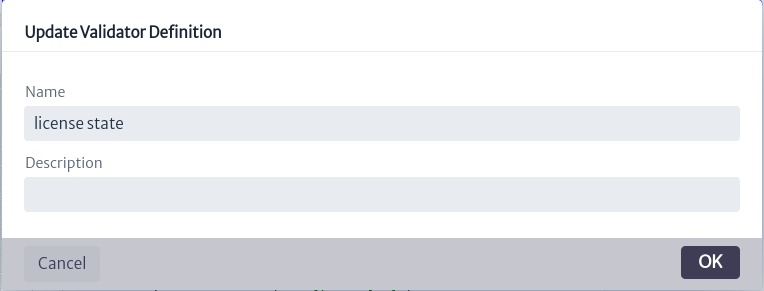 Update Validator Definition
Name
license state
Description
Cancel
OK